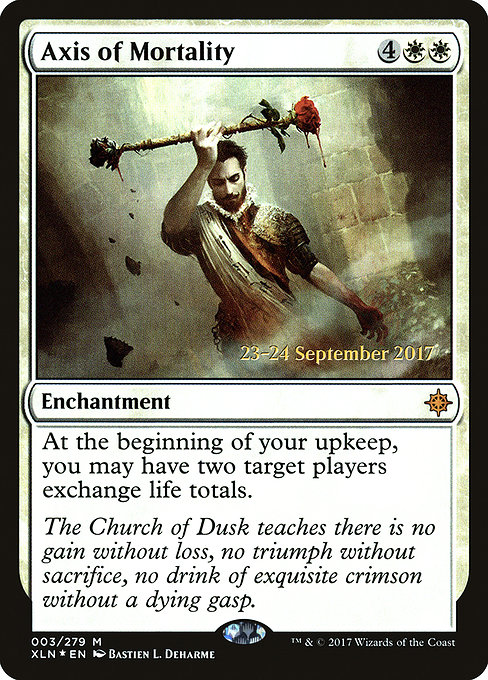 Axis of Mortality 4
23–24 September 2017
Enchantment
At the beginning of your upkeep,
you may have two target players
exchange life totals.
The Church of Dusk teaches there is no
gain without loss, no triumph without
sacrifice, no drink of exquisite crimson
without a dying gasp.
003/279 M
XLN★EN Bastien L. Deharme
™ & © 2017 Wizards of the Coast